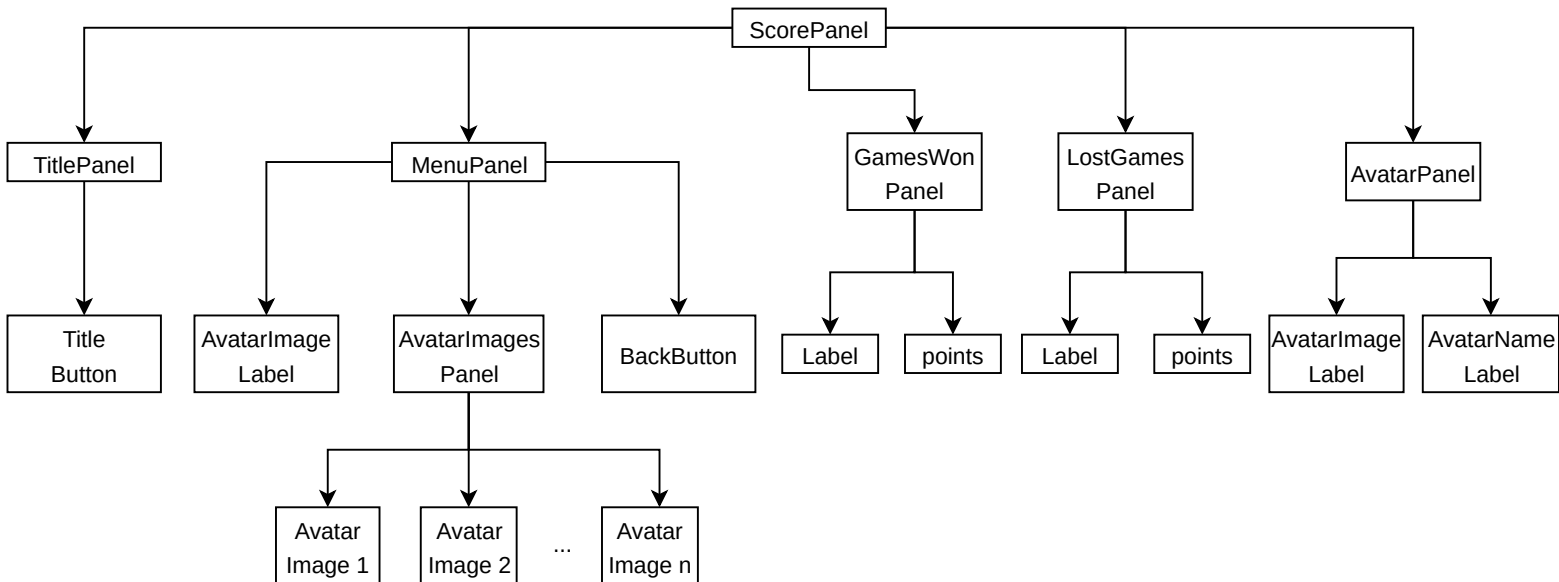 ScorePanel
TitlePanel
MenuPanel
GamesWon
Panel
LostGames
Panel
AvatarPanel
Title
Button
AvatarImage
Label
AvatarImages
Panel
BackButton
Label
points
Label
points
AvatarImage
Label
AvatarName
Label
Avatar
Image 1
Avatar
Image 2
...
Avatar
Image n